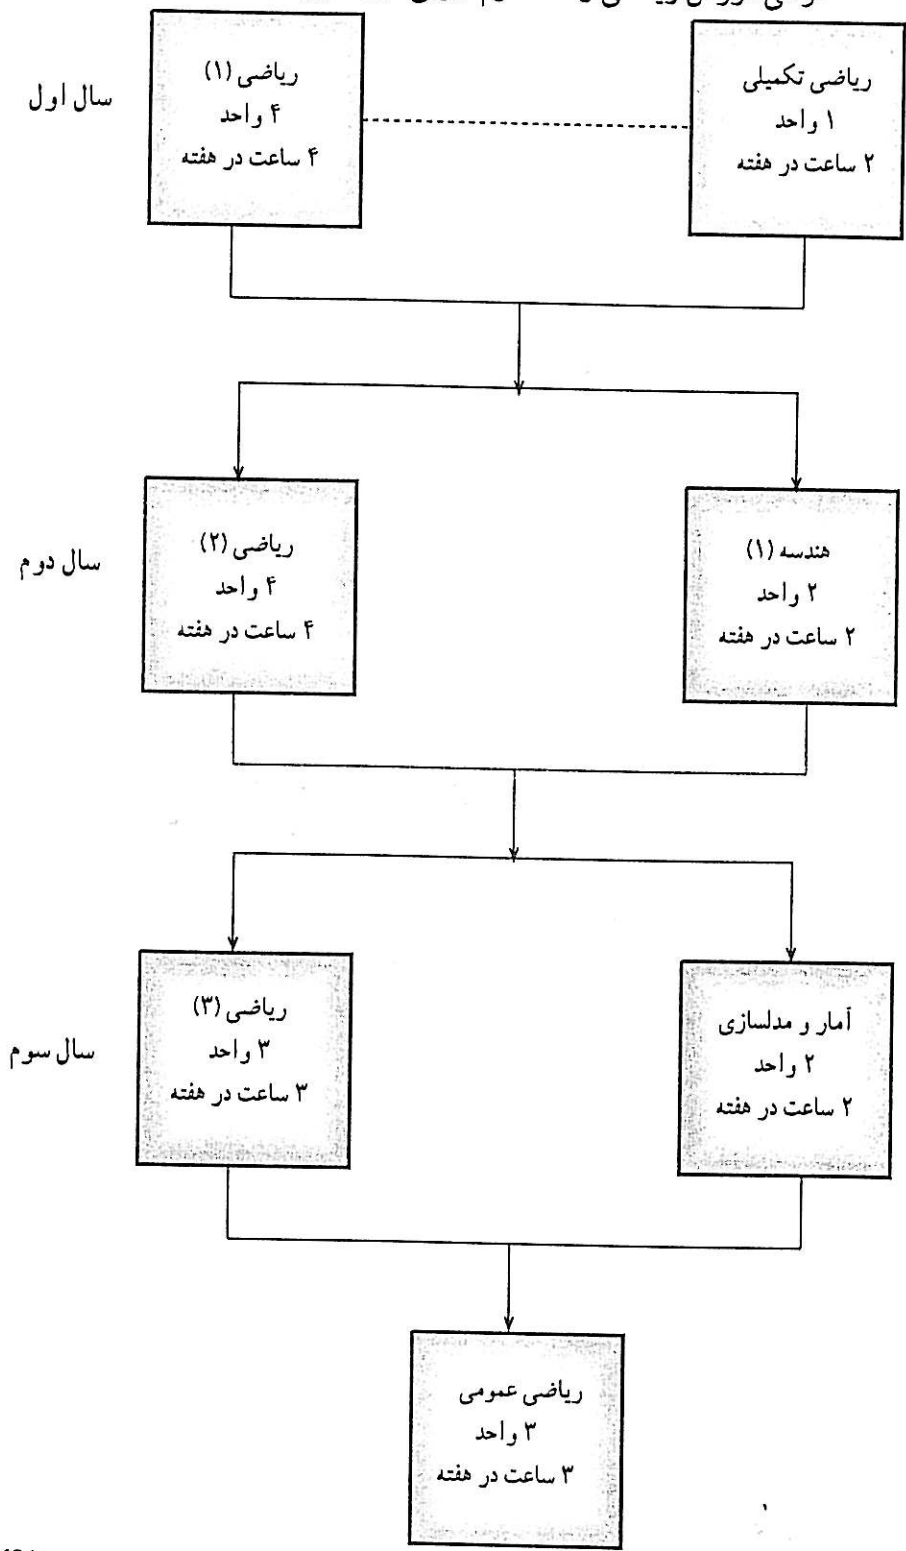 سال اول
ریاضی تکمیلی
۱ واحد
۲ ساعت در هفته
ریاضی (۱)
۴ واحد
۴ ساعت در هفته
سال دوم
هندسه (۱)
۲ واحد
۲ ساعت در هفته
ریاضی (۲)
۴ واحد
۴ ساعت در هفته
سال سوم
آمار و مدلسازی
۲ واحد
۲ ساعت در هفته
ریاضی (۳)
۳ واحد
۳ ساعت در هفته
ریاضی عمومی
۳ واحد
۳ ساعت در هفته